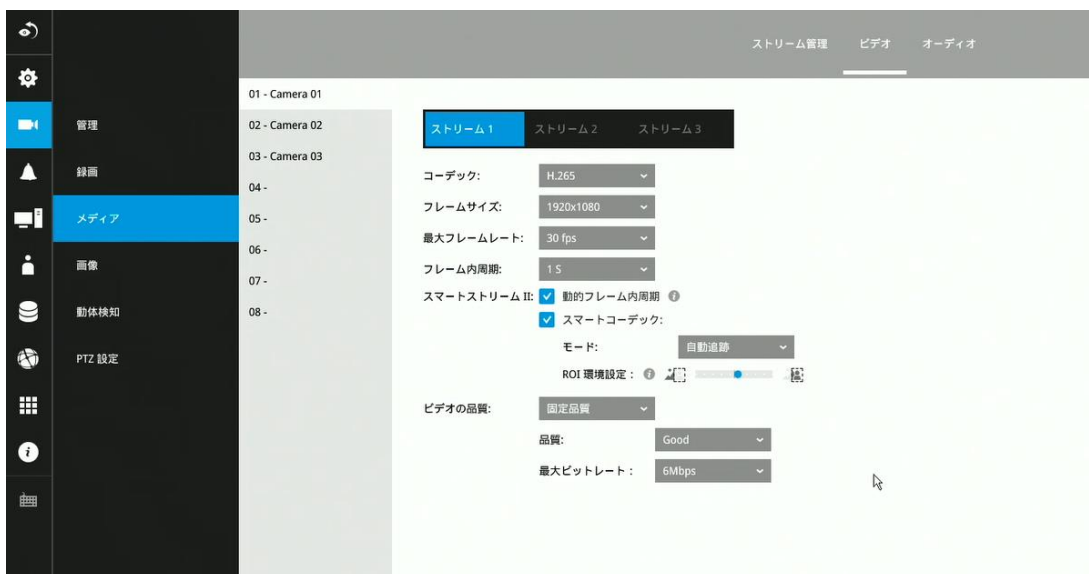 ストリーム管理 ビデオ オーディオ
管理
録画
メディア
画像
動体検知
PTZ 設定
01 - Camera 01
02 - Camera 02
03 - Camera 03
04 -
05 -
06 -
07 -
08 -
ストリーム 1 ストリーム 2 ストリーム 3
コーデック: H.265
フレームサイズ: 1920x1080
最大フレームレート: 30 fps
フレーム内周期: 1 S
スマートストリーム II: 動的フレーム内周期
スマートコーデック:
モード: 自動追跡
ROI 環境設定 :
ビデオの品質: 固定品質
品質: Good
最大ビットレート : 6Mbps